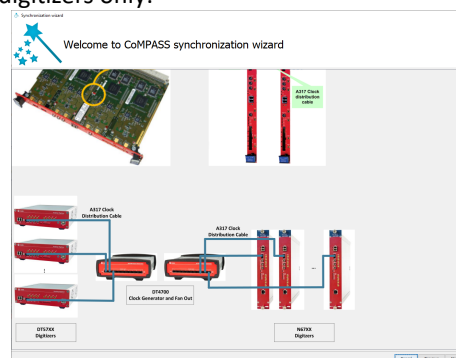 digitizers only.
Synchronization wizard
Welcome to CoMPASS synchronization wizard
A317 Clock
distribution
cable
A317 Clock
Distribution Cable
A317 Clock
Distribution Cable
...
DT4700
Clock Generator and Fan Out
DT57XX
Digitizers
N67XX
Digitizers